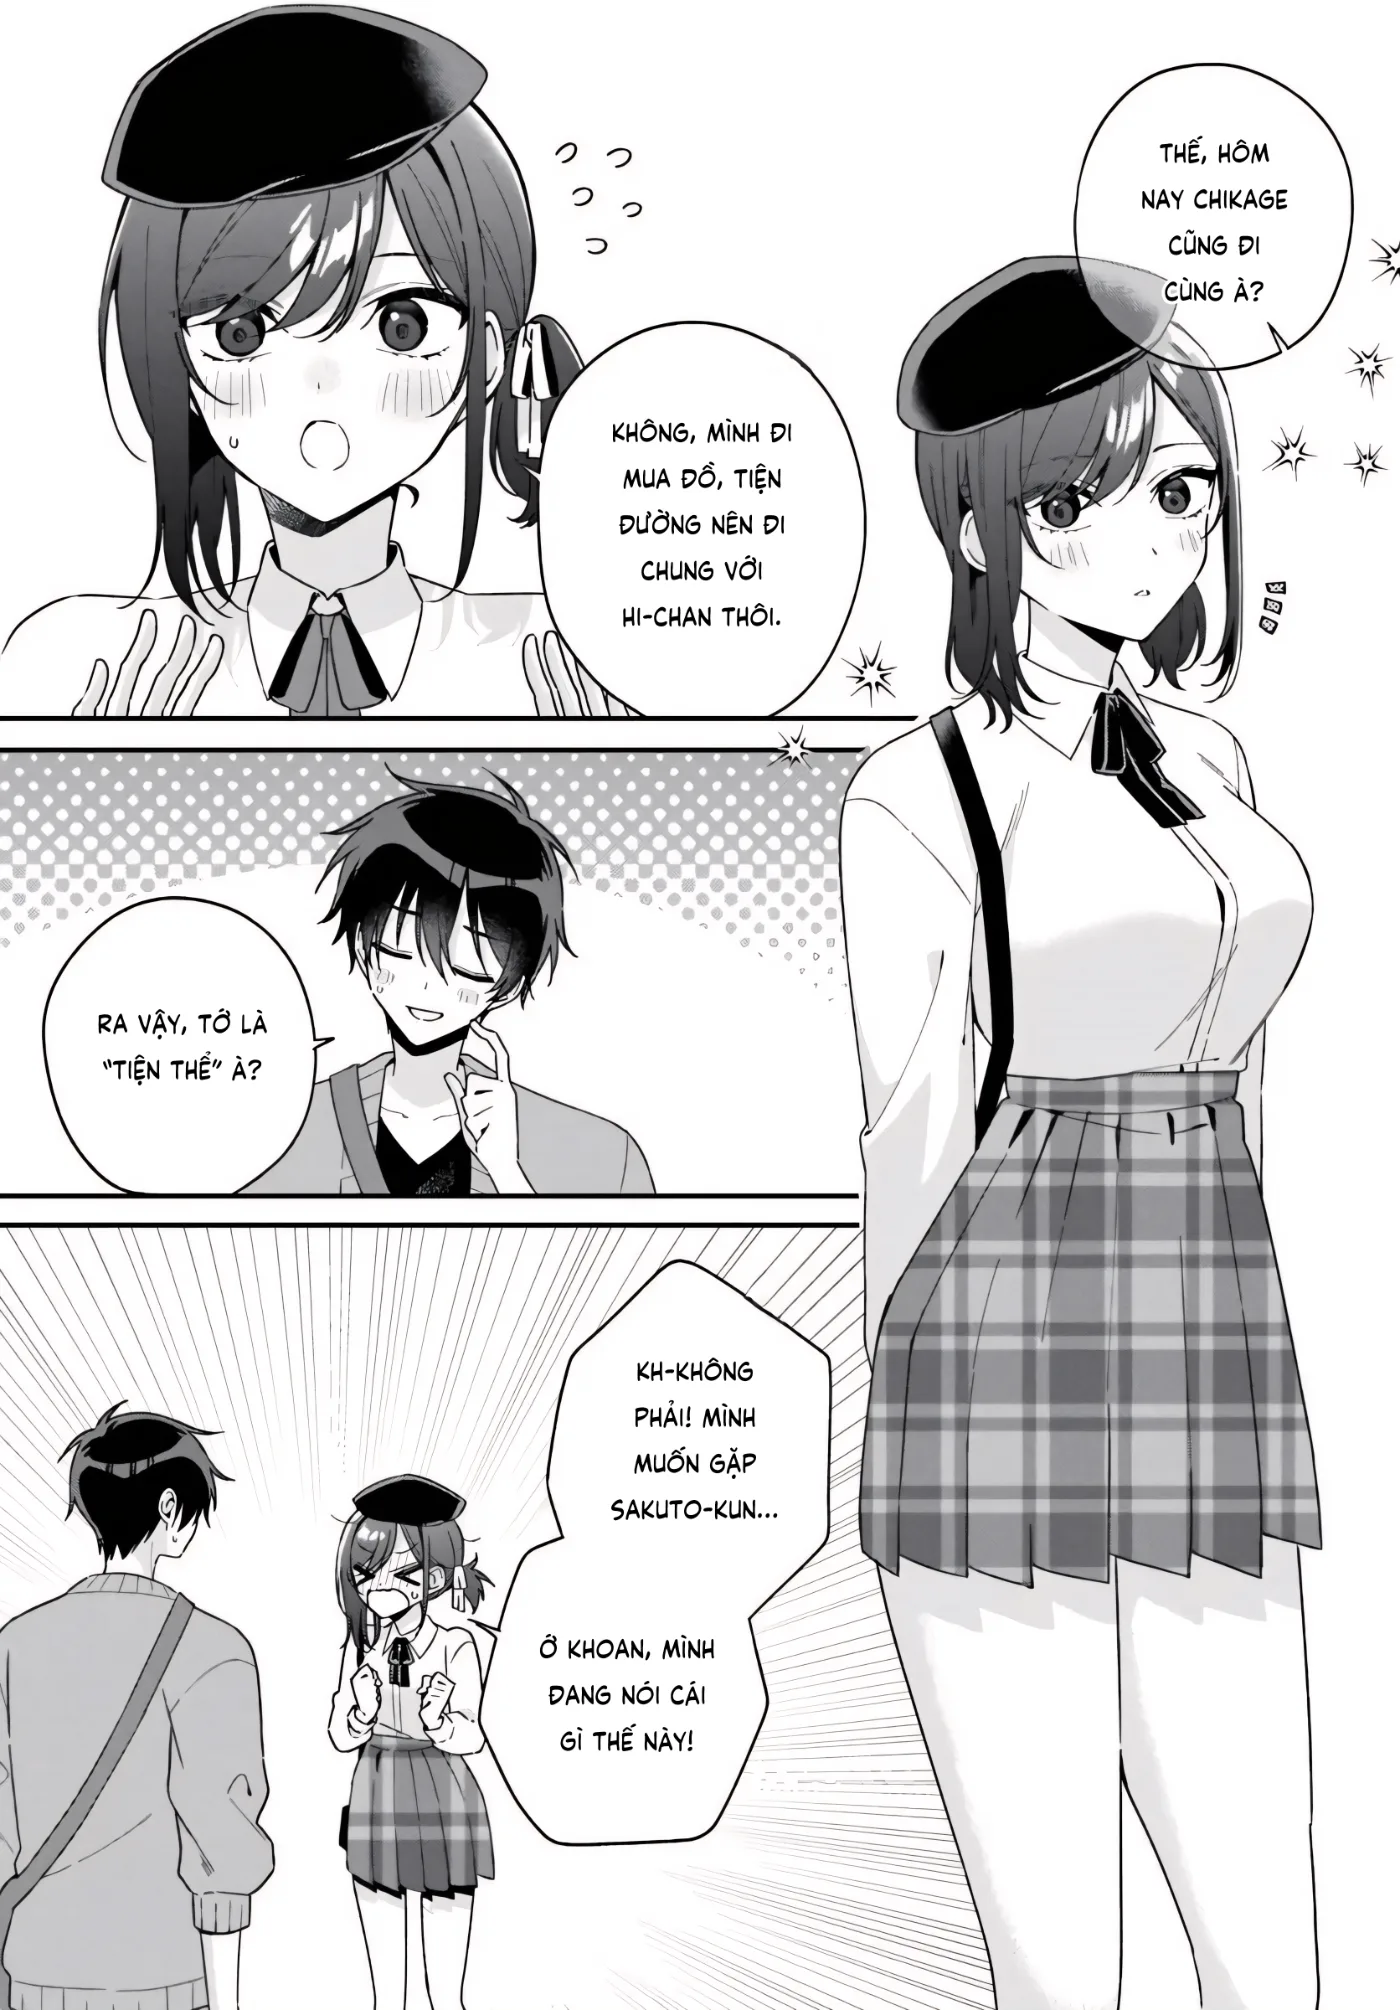 THẾ, HÔM
NAY CHIKAGE
CŨNG ĐI
CÙNG À?
KHÔNG, MÌNH ĐI
MUA ĐỒ, TIỆN
ĐƯỜNG NÊN ĐI
CHUNG VỚI
HI-CHAN THÔI.
RA VẬY, TỚ LÀ
"TIỆN THỂ" À?
KH-KHÔNG
PHẢI! MÌNH
MUỐN GẶP
SAKUTO-KUN...
Ớ KHOAN, MÌNH
ĐANG NÓI CÁI
GÌ THẾ NÀY!